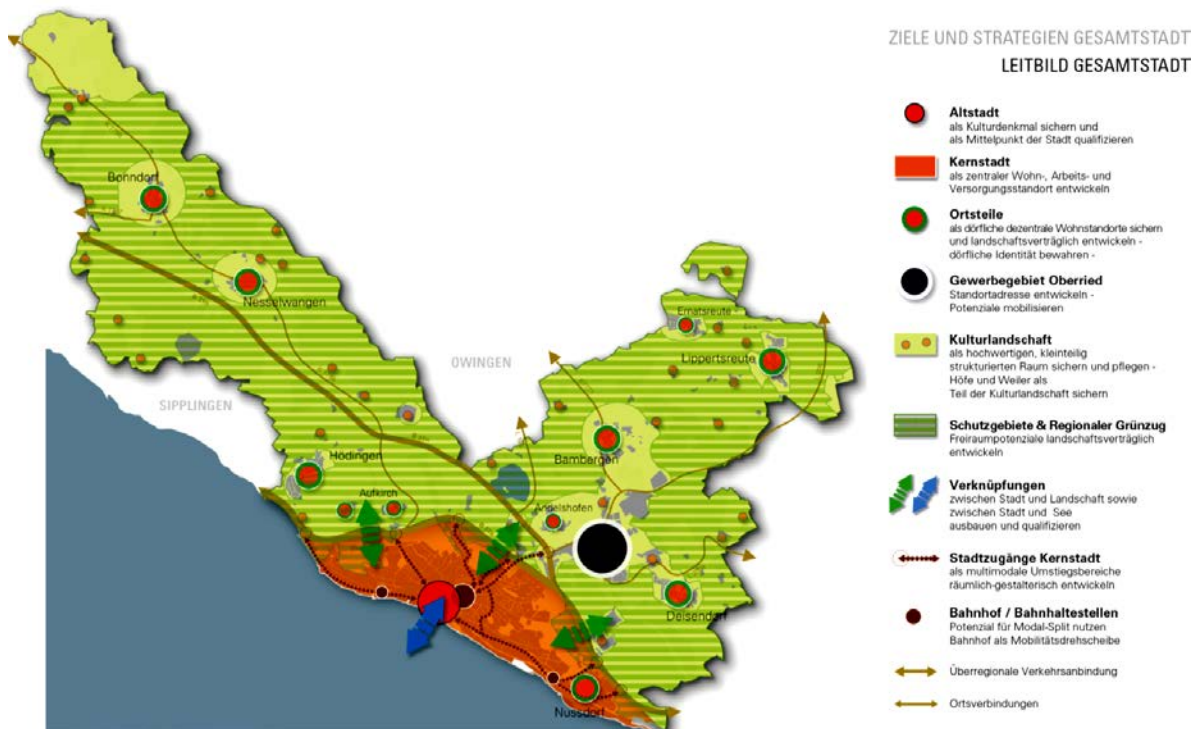 ZIELE UND STRATEGIEN GESAMTSTADT
LEITBILD GESAMTSTADT
Altstadt
als Kulturdenkmal sichern und
als Mittelpunkt der Stadt qualifizieren
Kernstadt
als zentraler Wohn-, Arbeits- und
Versorgungsstandort entwickeln
Ortsteile
als dörfliche dezentrale Wohnstandorte sichern
und landschaftsverträglich entwickeln -
dörfliche Identität bewahren -
Gewerbegebiet Oberried
Standortadresse entwickeln -
Potenziale mobilisieren
Kulturlandschaft
als hochwertigen, kleinteilig
strukturierten Raum sichern und pflegen -
Höfe und Weiler als
Teil der Kulturlandschaft sichern
Schutzgebiete & Regionaler Grünzug
Freiraumpotenziale landschaftsverträglich
entwickeln
Verknüpfungen
zwischen Stadt und Landschaft sowie
zwischen Stadt und See
ausbauen und qualifizieren
Stadtzugänge Kernstadt
als multimodale Umstiegsbereiche
räumlich-gestalterisch entwickeln
Bahnhof / Bahnhaltestellen
Potenzial für Modal-Split nutzen
Bahnhof als Mobilitätsdrehscheibe
Überregionale Verkehrsanbindung
Ortsverbindungen
Bonndorf
Nesselwangen
Ernatsreute
Lippertsreute
OWINGEN
SIPPLINGEN
Bambergen
Hödingen
Aufkirch
Andelshofen
Deisendorf
Nussdorf